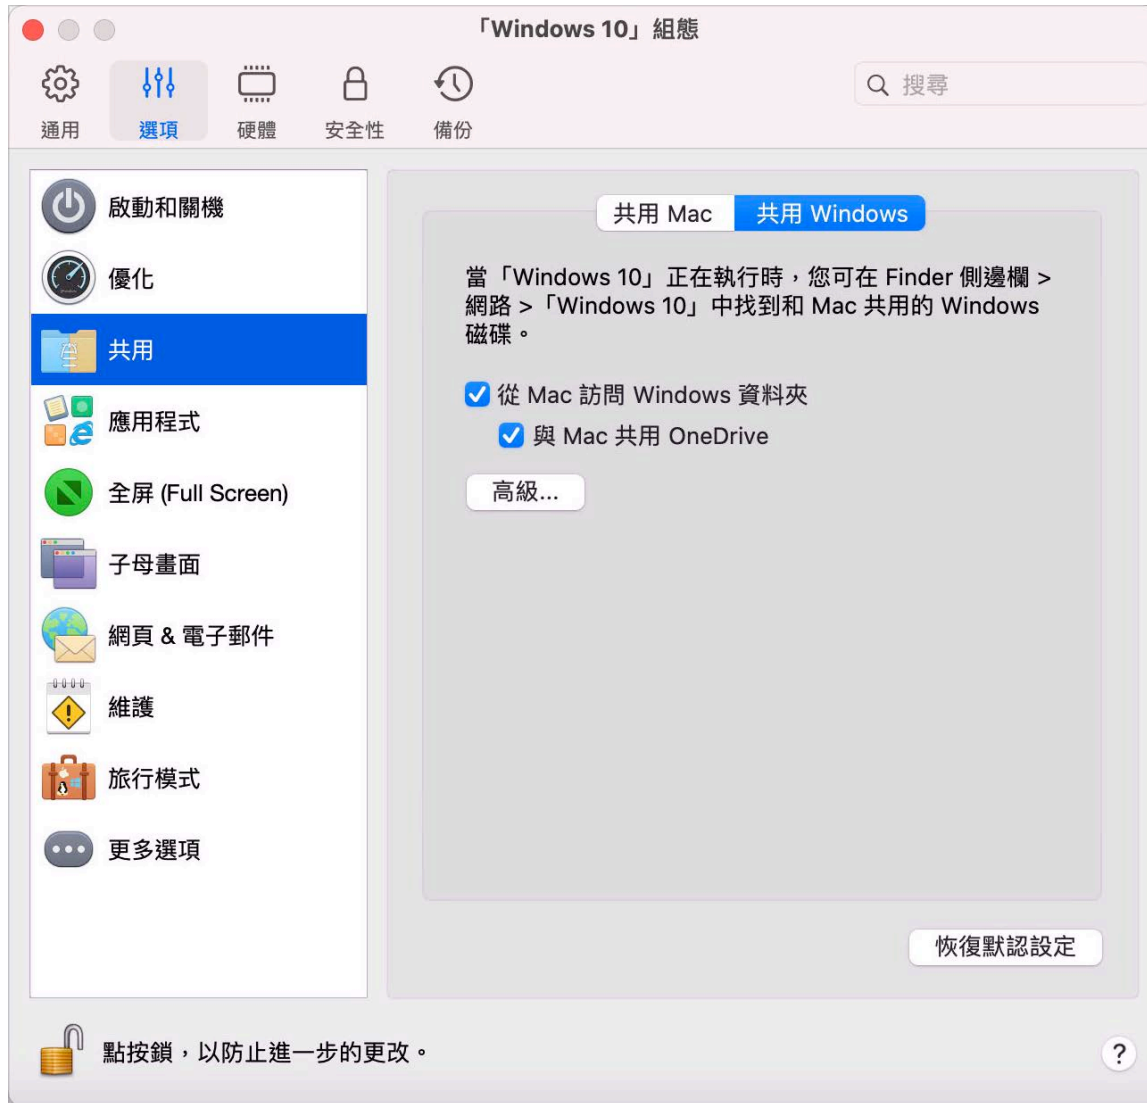 「Windows 10」組態
通用
選項
硬體
安全性
備份
搜尋
啟動和關機
優化
共用
應用程式
全屏 (Full Screen)
子母畫面
網頁 & 電子郵件
維護
旅行模式
更多選項
共用 Mac
共用 Windows
當「Windows 10」正在執行時，您可在 Finder 側邊欄 >
網路 >「Windows 10」中找到和 Mac 共用的 Windows
磁碟。
從 Mac 訪問 Windows 資料夾
與 Mac 共用 OneDrive
高級...
恢復默認設定
點按鎖，以防止進一步的更改。
?